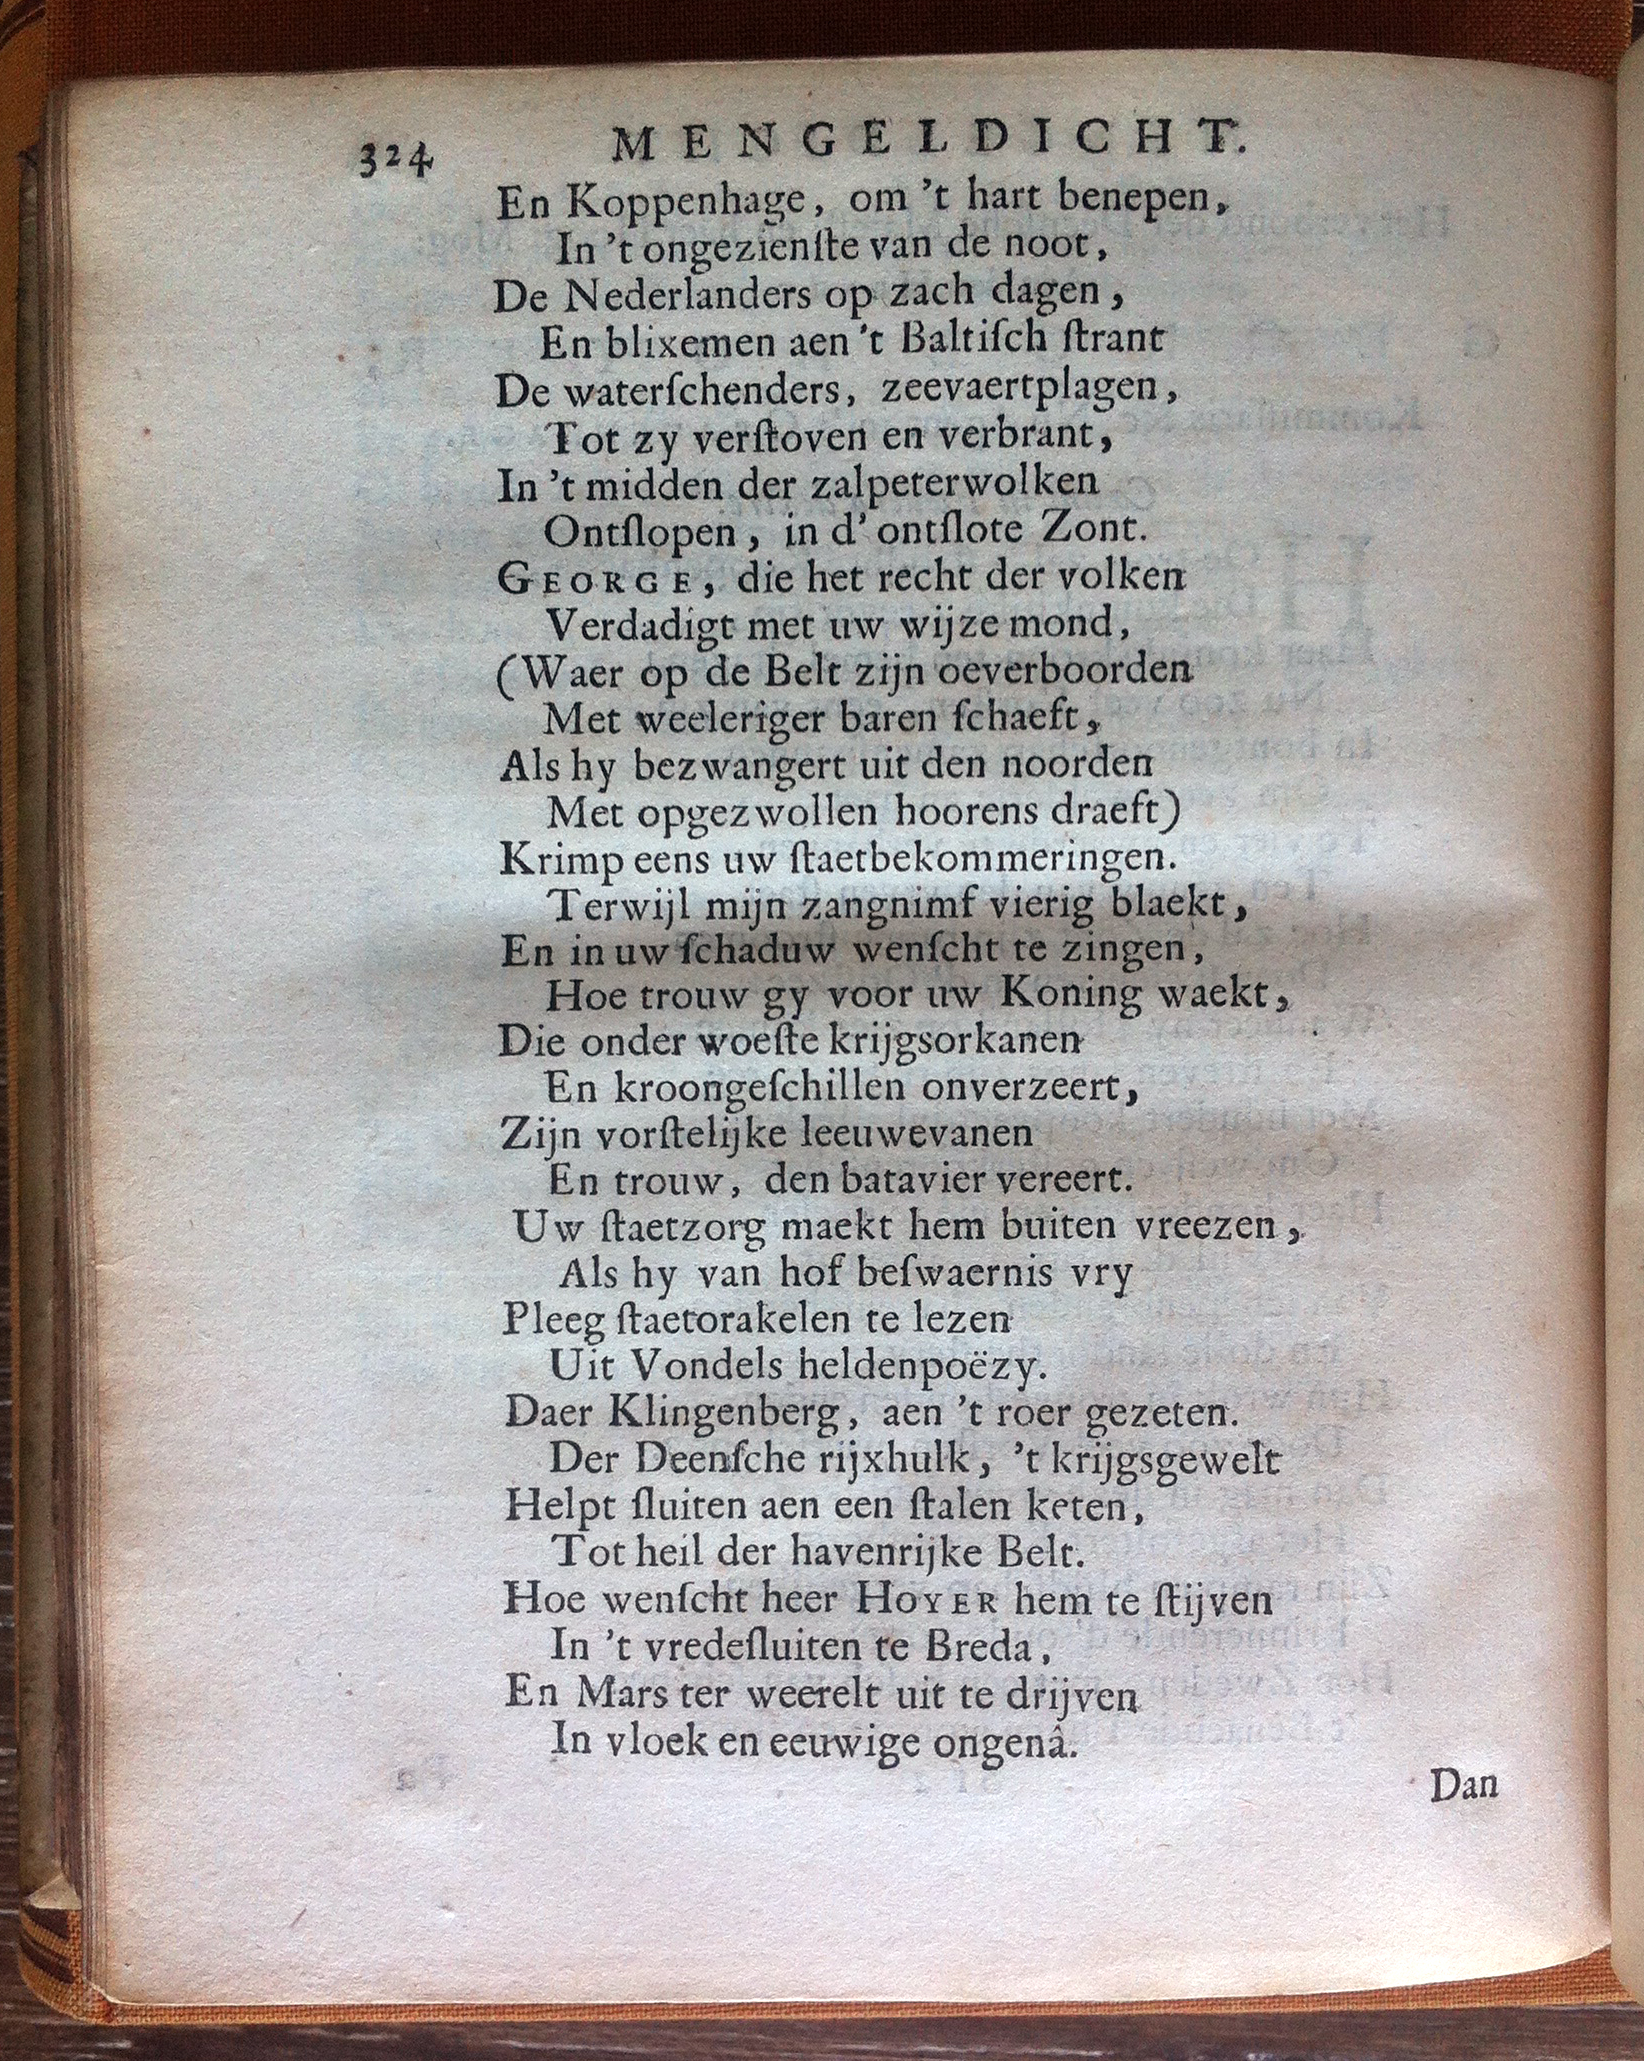 324 MENGELDICHT.
En Koppenhage, om 't hart benepen,
In 't ongezienſte van de noot,
De Nederlanders op zach dagen,
En blixemen aen 't Baltiſch ſtrant
De waterſchenders, zeevaertplagen,
Tot zy verſtoven en verbrant,
In 't midden der zalpeterwolken
Ontſlopen, in d' ontſlote Zont.
GEORGE, die het recht der volken
Verdadigt met uw wijze mond,
(Waer op de Belt zijn oeverboorden
Met weeleriger baren ſchaeft,
Als hy bezwangert uit den noorden
Met opgezwollen hoorens draeft)
Krimp eens uw ſtaetbekommeringen.
Terwijl mijn zangnimf vierig blaekt,
En in uw ſchaduw wenſcht te zingen,
Hoe trouw gy voor uw Koning waekt,
Die onder woeſte krijgsorkanen
En kroongeſchillen onverzeert,
Zijn vorſtelijke leeuwevanen
En trouw, den batavier vereert.
Uw ſtaetzorg maekt hem buiten vreezen,
Als hy van hof beſwaernis vry
Pleeg ſtaetorakelen te lezen
Uit Vondels heldenpoëzy.
Daer Klingenberg, aen 't roer gezeten.
Der Deenſche rijxhulk, 't krijgsgewelt
Helpt ſluiten aen een ſtalen keten,
Tot heil der havenrijke Belt.
Hoe wenſcht heer HOYER hem te ſtijven
In 't vredeſluiten te Breda,
En Mars ter weerelt uit te drijven
In vloek en eeuwige ongenâ.
Dan